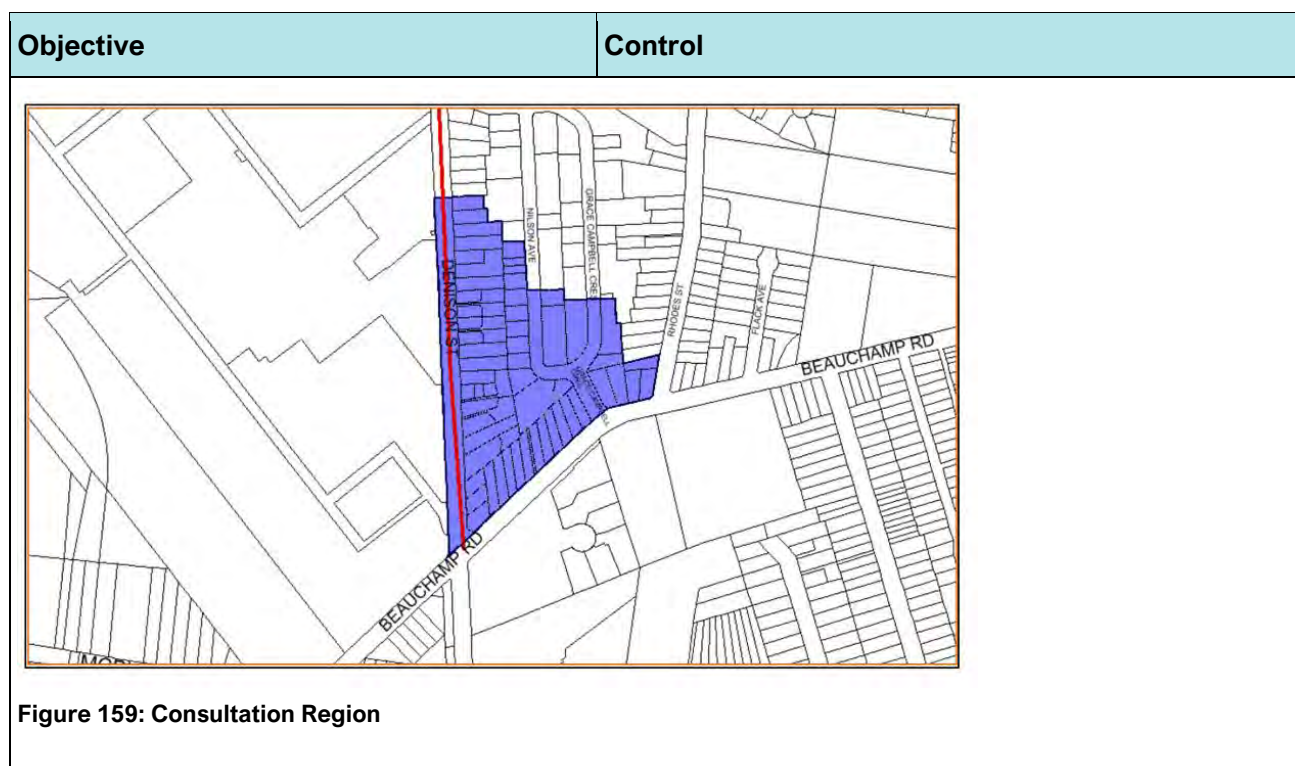 Objective
Control
DENISON ST
NILSON AVE
GRACE CAMPBELL CRES
RHODES ST
FLACK AVE
BEAUCHAMP RD
BEAUCHAMP RD
Figure 159: Consultation Region